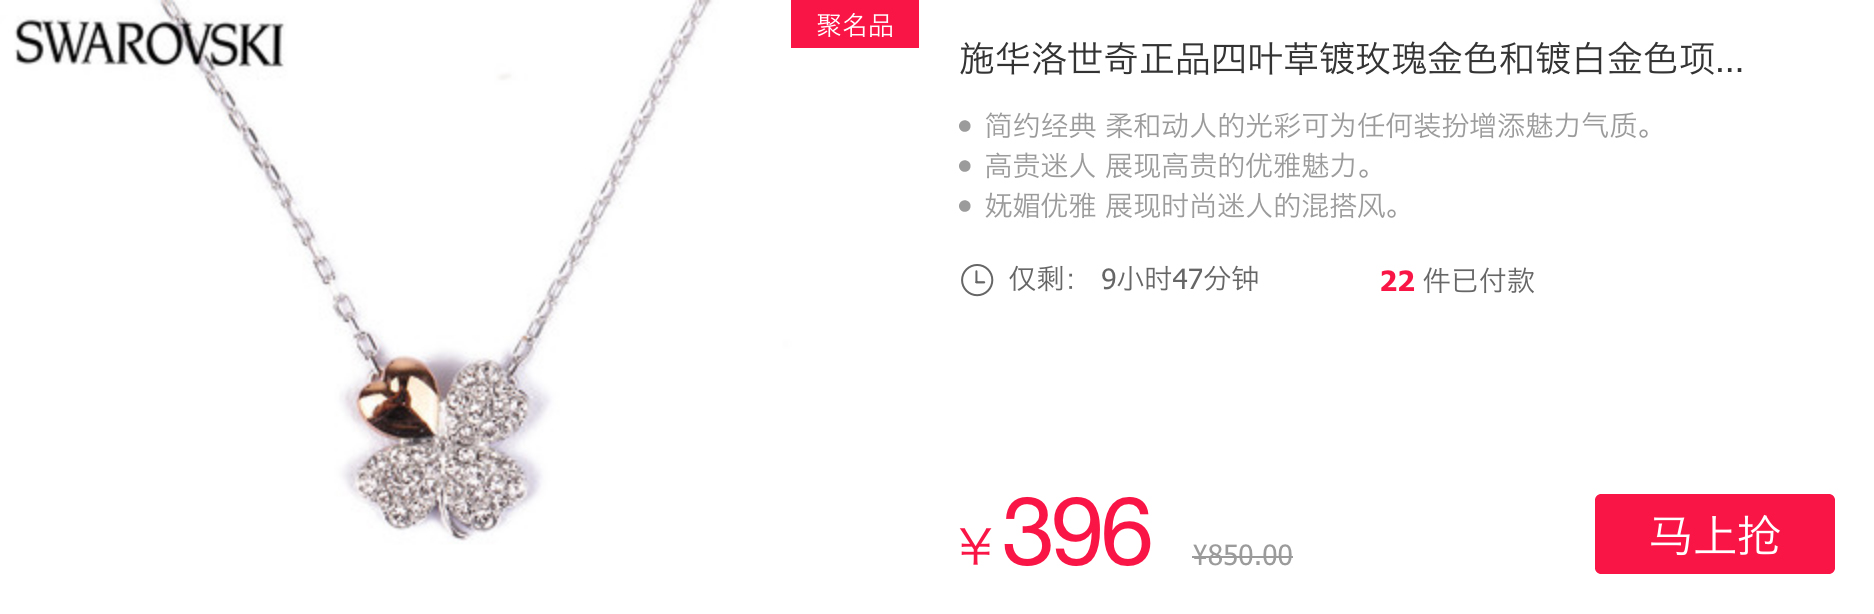 SWAROVSKI
聚名品
施华洛世奇正品四叶草镀玫瑰金色和镀白金色项...
简约经典 柔和动人的光彩可为任何装扮增添魅力气质。
高贵迷人 展现高贵的优雅魅力。
妩媚优雅 展现时尚迷人的混搭风。
仅剩： 9小时47分钟 22 件已付款
¥396 ¥850.00 马上抢